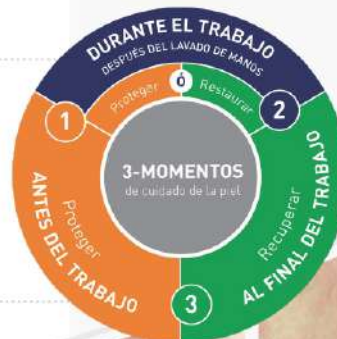 DURANTE EL TRABAJO
DESPUÉS DEL LAVADO DE MANOS
Proteger
ó
Restaurar
1
2
3-MOMENTOS
de cuidado de la piel
Proteger
ANTES DEL TRABAJO
Recuperar
AL FINAL DEL TRABAJO
3